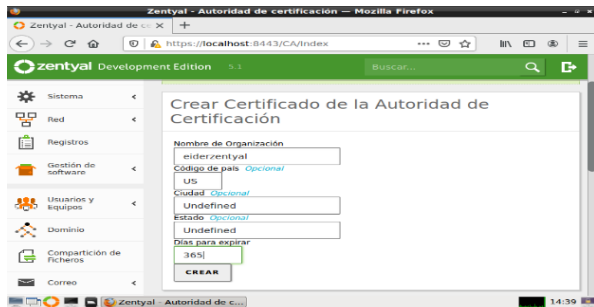 Zentyal - Autoridad de certificación — Mozilla Firefox
Zentyal - Autoridad de ce
https://localhost:8443/CA/Index
zentyal Development Edition 5.1
Buscar...
Sistema
Red
Registros
Gestión de
software
Usuarios y
Equipos
Dominio
Compartición de
ficheros
Correo
Crear Certificado de la Autoridad de
Certificación
Nombre de Organización
eiderzentyal
Código de país Opcional
US
Ciudad Opcional
Undefined
Estado Opcional
Undefined
Días para expirar
365
CREAR
Zentyal - Autoridad de c...
14:39